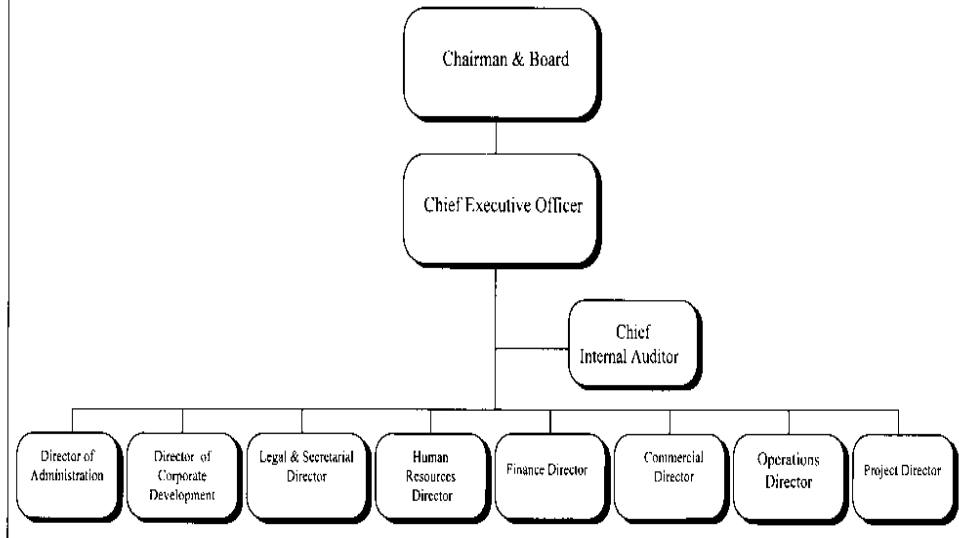 Chairman & Board
Chief Executive Officer
Chief
Internal Auditor
Director of
Administration
Director of
Corporate
Development
Legal & Secretarial
Director
Human
Resources
Director
Finance Director
Commercial
Director
Operations
Director
Project Director